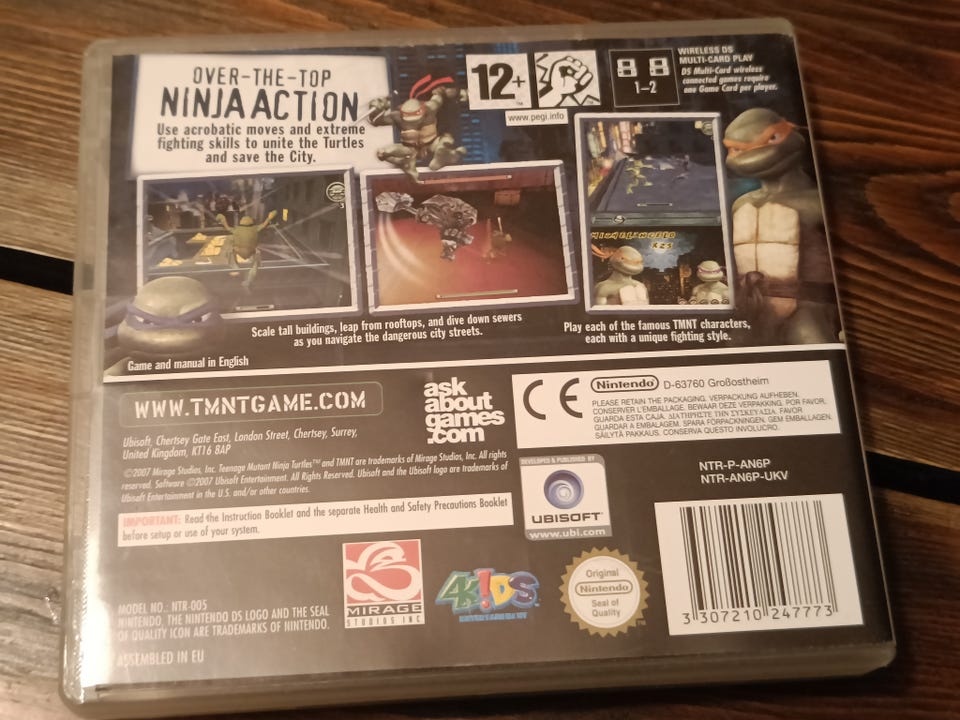 OVER-THE-TOP
NINJA ACTION
Use acrobatic moves and extreme
fighting skills to unite the Turtles
and save the City.
12+
www.pegi.info
1-2
WIRELESS DS
MULTI-CARD PLAY
DS Multi-Card wireless
connected games require
one Game Card per player.
MICHELANGELO
X25
Scale tall buildings, leap from rooftops, and dive down sewers
as you navigate the dangerous city streets.
Play each of the famous TMNT characters,
each with a unique fighting style.
Game and manual in English
WWW.TMNTGAME.COM
ask
about
games
.com
CE
Nintendo D-63760 Großostheim
PLEASE RETAIN THE PACKAGING. VERPACKUNG AUFHEBEN.
CONSERVER L'EMBALLAGE. BEWAAR DEZE VERPAKKING. POR FAVOR,
GUARDA ESTA CAJA. ΔΙΑΤΗΡΗΣΤΕ ΤΗΝ ΣΥΣΚΕΥΑΣΙΑ. FAVOR
GUARDAR A EMBALAGEM. SPARA FÖRPACKNINGEN. GEM EMBALLAGEN.
SÄILYTÄ PAKKAUS. CONSERVA QUESTO INVOLUCRO.
Ubisoft, Chertsey Gate East, London Street, Chertsey, Surrey,
United Kingdom, KT16 8AP
©2007 Mirage Studios, Inc. Teenage Mutant Ninja Turtles™ and TMNT are trademarks of Mirage Studios, Inc. All rights
reserved. Software ©2007 Ubisoft Entertainment. All Rights Reserved. Ubisoft and the Ubisoft logo are trademarks of
Ubisoft Entertainment in the U.S. and/or other countries.
IMPORTANT: Read the Instruction Booklet and the separate Health and Safety Precautions Booklet
before setup or use of your system.
DEVELOPED & PUBLISHED BY
UBISOFT™
www.ubi.com
NTR-P-AN6P
NTR-AN6P-UKV
MIRAGE
STUDIOS INC
4K!DS
Original
Nintendo
Seal of
Quality
3 307210 247773
MODEL NO.: NTR-005
NINTENDO, THE NINTENDO DS LOGO AND THE SEAL
OF QUALITY ICON ARE TRADEMARKS OF NINTENDO.
ASSEMBLED IN EU